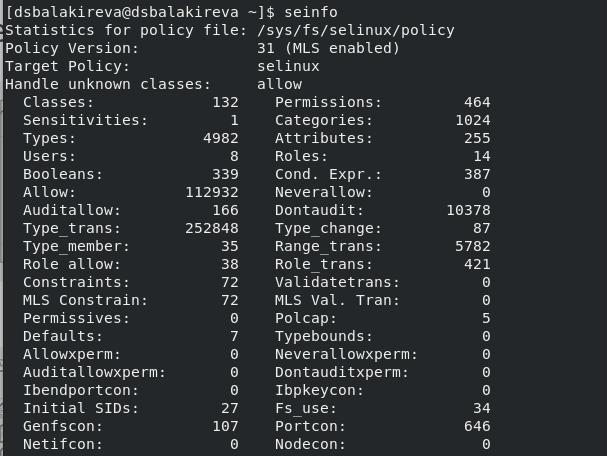 [dsbalakireva@dsbalakireva ~]$ seinfo
Statistics for policy file: /sys/fs/selinux/policy
Policy Version:             31 (MLS enabled)
Target Policy:              selinux
Handle unknown classes:     allow
  Classes:             132    Permissions:         464
  Sensitivities:         1    Categories:         1024
  Types:              4982    Attributes:          255
  Users:                 8    Roles:                14
  Booleans:            339    Cond. Expr.:         387
  Allow:            112932    Neverallow:            0
  Auditallow:          166    Dontaudit:         10378
  Type_trans:       252848    Type_change:          87
  Type_member:          35    Range_trans:        5782
  Role allow:           38    Role_trans:          421
  Constraints:          72    Validatetrans:         0
  MLS Constrain:        72    MLS Val. Tran:         0
  Permissives:           0    Polcap:                5
  Defaults:              7    Typebounds:            0
  Allowxperm:            0    Neverallowxperm:       0
  Auditallowxperm:       0    Dontauditxperm:        0
  Ibendportcon:          0    Ibpkeycon:             0
  Initial SIDs:         27    Fs_use:               34
  Genfscon:            107    Portcon:             646
  Netifcon:              0    Nodecon:               0